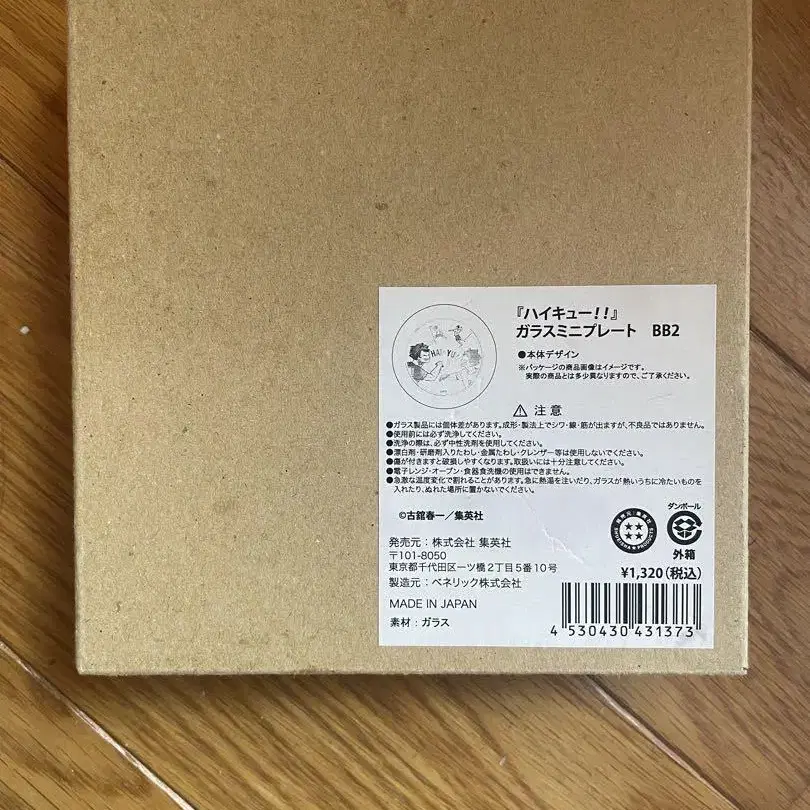 『ハイキュー!!』
ガラスミニプレート BB2
●本体デザイン
※パッケージの商品画像はイメージです。
実際の商品とは多少異なりますので、ご了承ください。
HAIKYU!!
⚠ 注意
●ガラス製品には個体差があります。成形・製法上でシワ・線・筋が出ますが、不良品ではありません。
●使用前には必ず洗浄してください。
●洗浄の際は、必ず中性洗剤を使用してください。
●漂白剤・研磨剤入りたわし・金属たわし・クレンザー等は使用しないでください。
●傷が付きますと破損しやすくなります。取扱いには十分注意してください。
●電子レンジ・オーブン・食器食洗機の使用はできません。
●急激な温度変化で割れることがあります。急に熱湯を注いだり、ガラスが熱いうちに冷たいものを
入れたり、ぬれた場所に置かないでください。
©古舘春一/集英社
ダンボール
外箱
発売元:株式会社 集英社
〒101-8050
東京都千代田区一ツ橋2丁目5番10号
製造元:ベネリック株式会社
¥1,320(税込)
MADE IN JAPAN
素材:ガラス
4 530430 431373